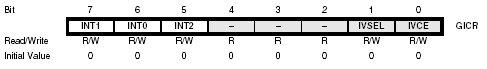 Bit 7 6 5 4 3 2 1 0
INT1 INT0 INT2 – – – IVSEL IVCE GICR
Read/Write R/W R/W R/W R R R R/W R/W
Initial Value 0 0 0 0 0 0 0 0